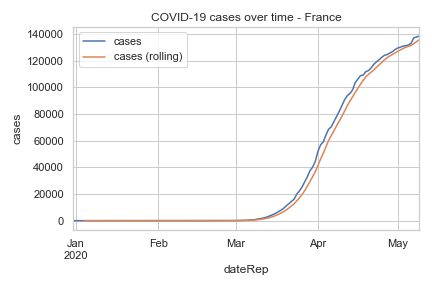 COVID-19 cases over time - France
cases
cases (rolling)
140000
120000
100000
80000
60000
40000
20000
0
cases
Jan
2020
Feb
Mar
Apr
May
dateRep